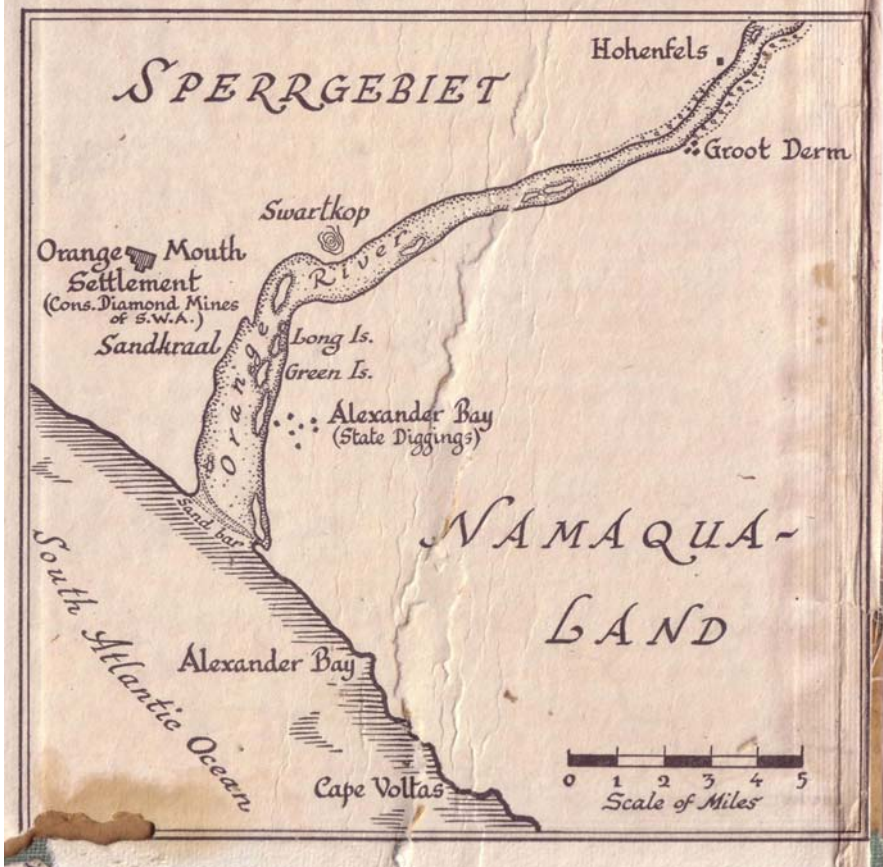 Hohenfels
SPERRGEBIET
Groot Derm
Swartkop
Orange Mouth
Settlement
(Cons. Diamond Mines
of S.W.A.)
Sandkraal
Orange River
Long Is.
Green Is.
Alexander Bay
(State Diggings)
Sand bar
NAMAQUA-
LAND
South Atlantic Ocean
Alexander Bay
Cape Voltas
0 1 2 3 4 5
Scale of Miles